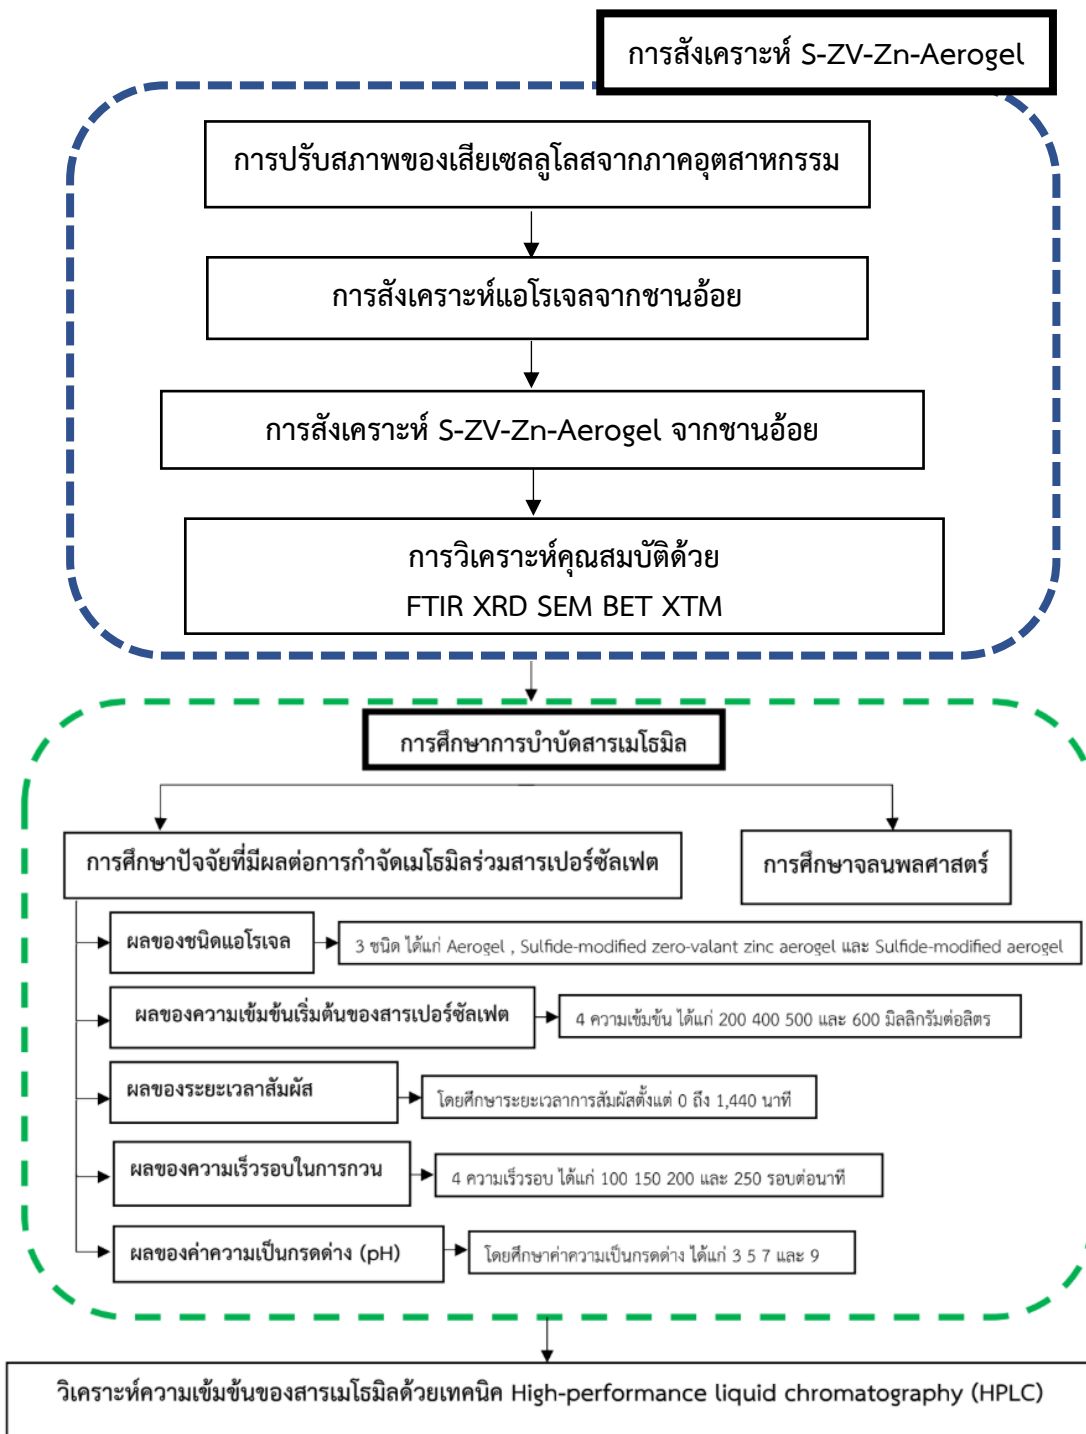 การสังเคราะห์ S-ZV-Zn-Aerogel
การปรับสภาพของเสียเซลลูโลสจากภาคอุตสาหกรรม
การสังเคราะห์แอโรเจลจากชานอ้อย
การสังเคราะห์ S-ZV-Zn-Aerogel จากชานอ้อย
การวิเคราะห์คุณสมบัติด้วย
FTIR XRD SEM BET XTM
การศึกษาการบำบัดสารเมโธมิล
การศึกษาปัจจัยที่มีผลต่อการกำจัดเมโธมิลร่วมสารเปอร์ซัลเฟต
การศึกษาจลนพลศาสตร์
ผลของชนิดแอโรเจล
3 ชนิด ได้แก่ Aerogel , Sulfide-modified zero-valant zinc aerogel และ Sulfide-modified aerogel
ผลของความเข้มข้นเริ่มต้นของสารเปอร์ซัลเฟต
4 ความเข้มข้น ได้แก่ 200 400 500 และ 600 มิลลิกรัมต่อลิตร
ผลของระยะเวลาสัมผัส
โดยศึกษาระยะเวลาการสัมผัสตั้งแต่ 0 ถึง 1,440 นาที
ผลของความเร็วรอบในการกวน
4 ความเร็วรอบ ได้แก่ 100 150 200 และ 250 รอบต่อนาที
ผลของค่าความเป็นกรดด่าง (pH)
โดยศึกษาค่าความเป็นกรดด่าง ได้แก่ 3 5 7 และ 9
วิเคราะห์ความเข้มข้นของสารเมโธมิลด้วยเทคนิค High-performance liquid chromatography (HPLC)